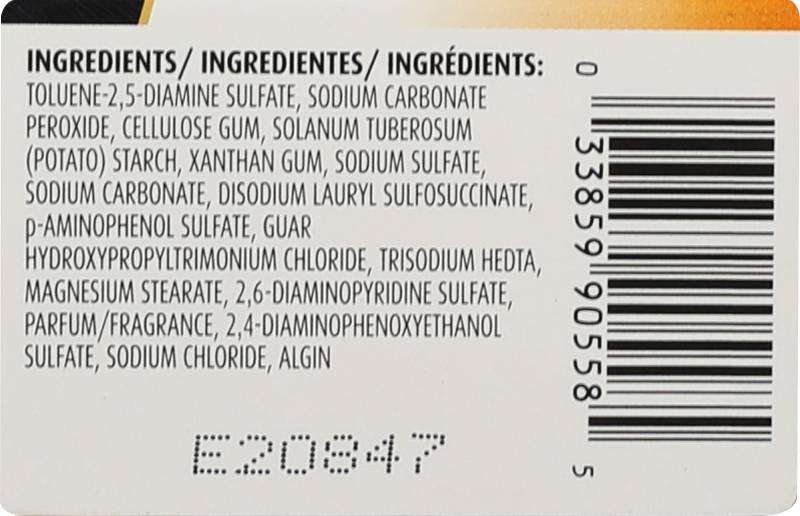 INGREDIENTS/ INGREDIENTES/ INGRÉDIENTS:
TOLUENE-2,5-DIAMINE SULFATE, SODIUM CARBONATE
PEROXIDE, CELLULOSE GUM, SOLANUM TUBEROSUM
(POTATO) STARCH, XANTHAN GUM, SODIUM SULFATE,
SODIUM CARBONATE, DISODIUM LAURYL SULFOSUCCINATE,
p-AMINOPHENOL SULFATE, GUAR
HYDROXYPROPYLTRIMONIUM CHLORIDE, TRISODIUM HEDTA,
MAGNESIUM STEARATE, 2,6-DIAMINOPYRIDINE SULFATE,
PARFUM/FRAGRANCE, 2,4-DIAMINOPHENOXYETHANOL
SULFATE, SODIUM CHLORIDE, ALGIN
E20847
0 33859 90558 5